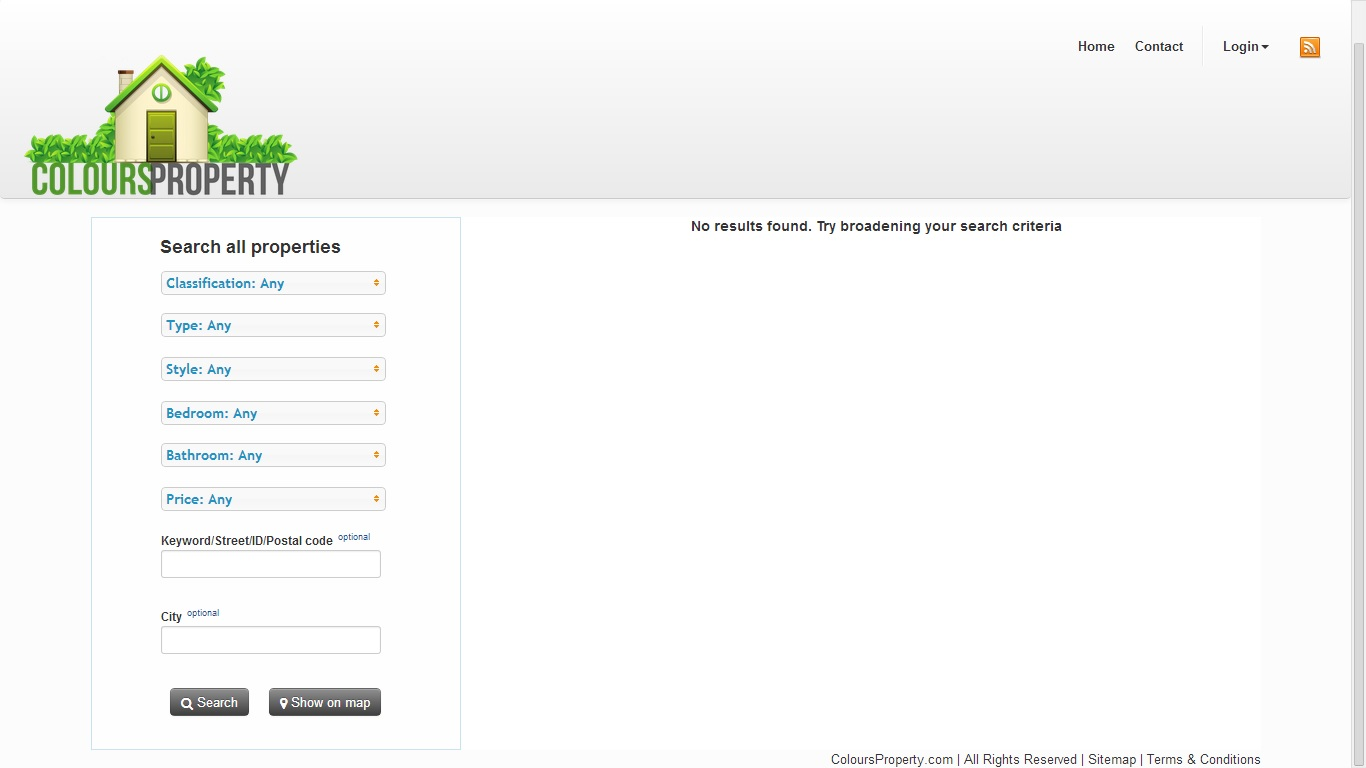 Home Contact Login
COLOURSPROPERTY
No results found. Try broadening your search criteria
Search all properties
Classification: Any
Type: Any
Style: Any
Bedroom: Any
Bathroom: Any
Price: Any
Keyword/Street/ID/Postal code optional
City optional
Search Show on map
ColoursProperty.com | All Rights Reserved | Sitemap | Terms & Conditions